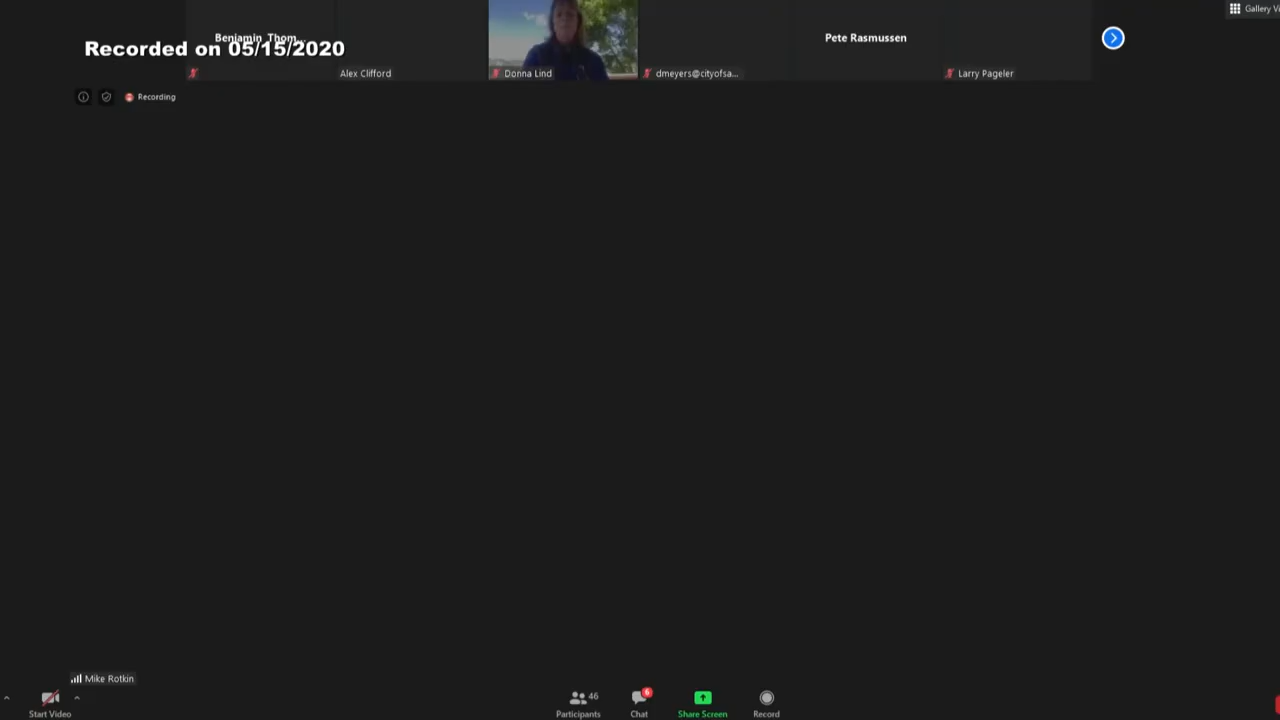 Gallery Vi
Benjamin Thom...
Recorded on 05/15/2020
Pete Rasmussen
Alex Clifford
Donna Lind
dmeyers@cityofsa...
Larry Pageler
Recording
Mike Rotkin
Start Video
46
Participants
6
Chat
Share Screen
Record